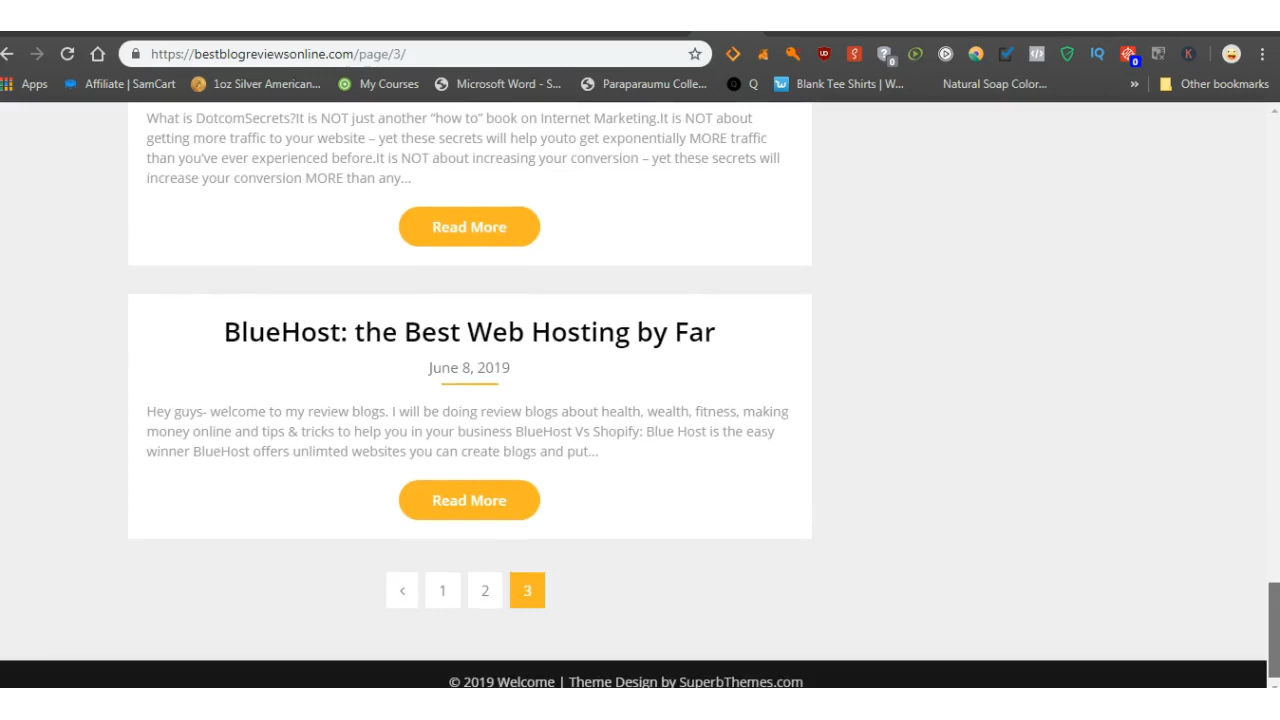 https://bestblogreviewsonline.com/page/3/
Apps Affiliate | SamCart 1oz Silver American... My Courses Microsoft Word - S... Paraparaumu Colle... Q Blank Tee Shirts | W... Natural Soap Color... » Other bookmarks
What is DotcomSecrets?It is NOT just another “how to” book on Internet Marketing.It is NOT about
getting more traffic to your website – yet these secrets will help youto get exponentially MORE traffic
than you’ve ever experienced before.It is NOT about increasing your conversion – yet these secrets will
increase your conversion MORE than any...
Read More
BlueHost: the Best Web Hosting by Far
June 8, 2019
Hey guys- welcome to my review blogs. I will be doing review blogs about health, wealth, fitness, making
money online and tips & tricks to help you in your business BlueHost Vs Shopify: Blue Host is the easy
winner BlueHost offers unlimted websites you can create blogs and put...
Read More
‹ 1 2 3
© 2019 Welcome | Theme Design by SuperbThemes.com